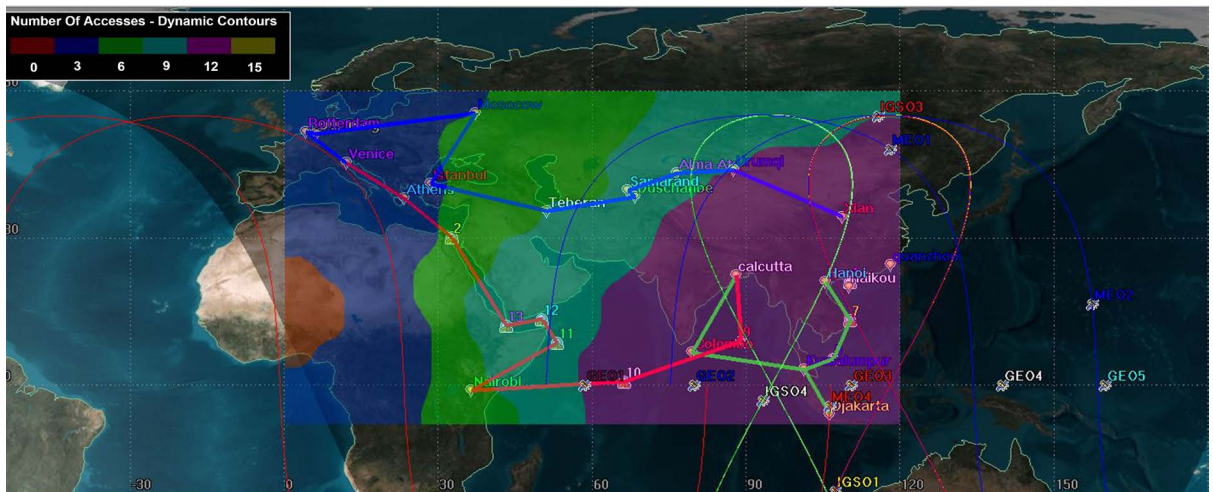 Number Of Accesses - Dynamic Contours
0 3 6 9 12 15
IGSO3
Moscow
Rotterdam
MEO1
Venice
Alma-At
Urumqi
Istanbul
Samarand
Duschanbe
Athens
Teheran
Xian
30
2
guanzhou
calcutta
Hanoi
Haikou
MEO2
13
12
7
11
9
Colombo
Nairobi
GEO1
10
GEO2
IGSO4
GEO3
MEO4
Djakarta
GEO4
GEO5
-30
0
30
60
90
IGSO1
120
150